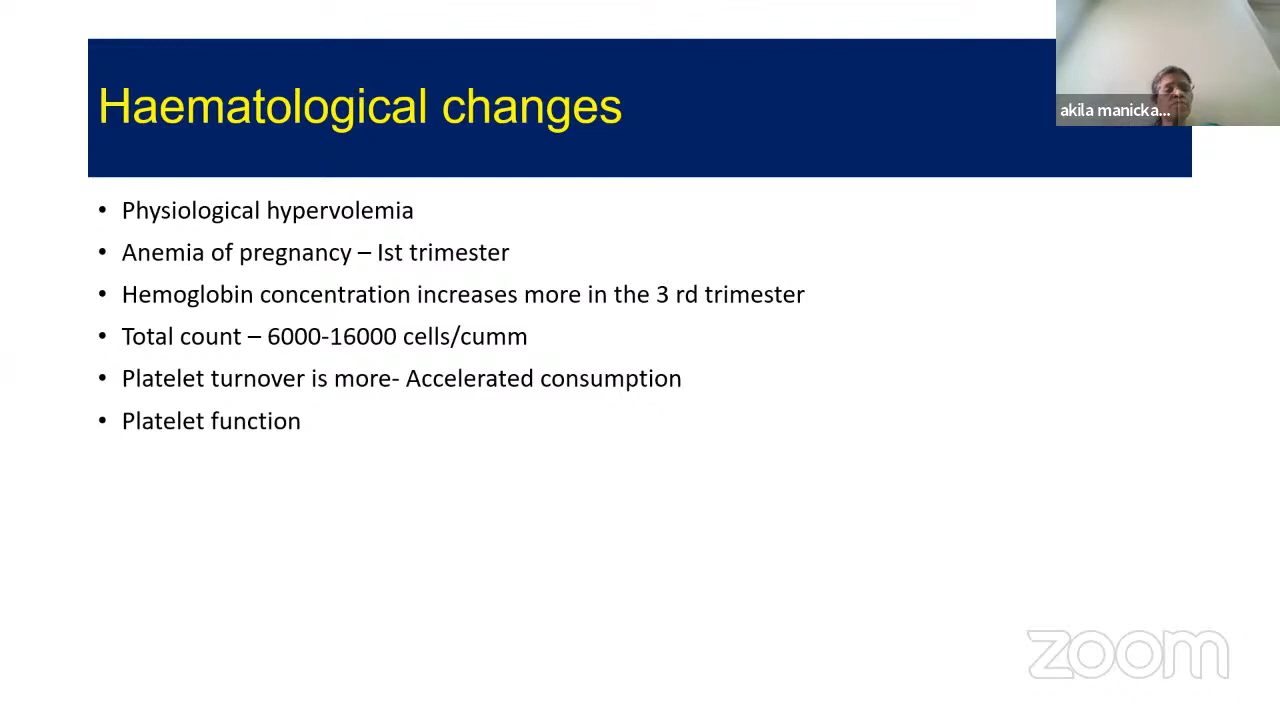 Haematological changes
akila manicka...
• Physiological hypervolemia
• Anemia of pregnancy – Ist trimester
• Hemoglobin concentration increases more in the 3 rd trimester
• Total count – 6000-16000 cells/cumm
• Platelet turnover is more- Accelerated consumption
• Platelet function
zoom